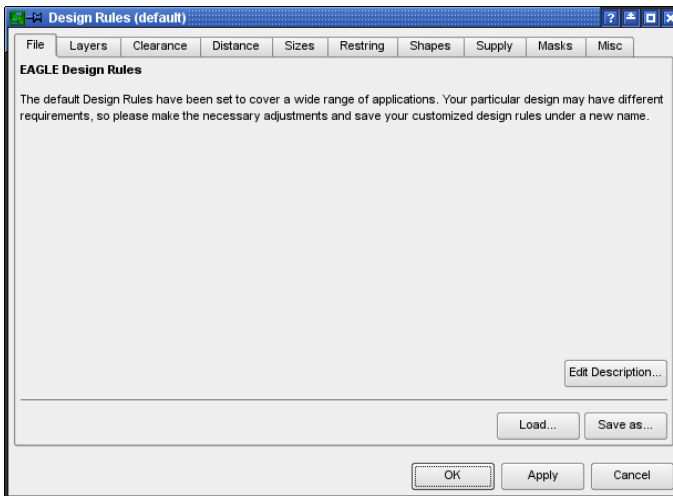 Design Rules (default)
File Layers Clearance Distance Sizes Restring Shapes Supply Masks Misc
EAGLE Design Rules
The default Design Rules have been set to cover a wide range of applications. Your particular design may have different
requirements, so please make the necessary adjustments and save your customized design rules under a new name.
Edit Description...
Load... Save as...
OK Apply Cancel